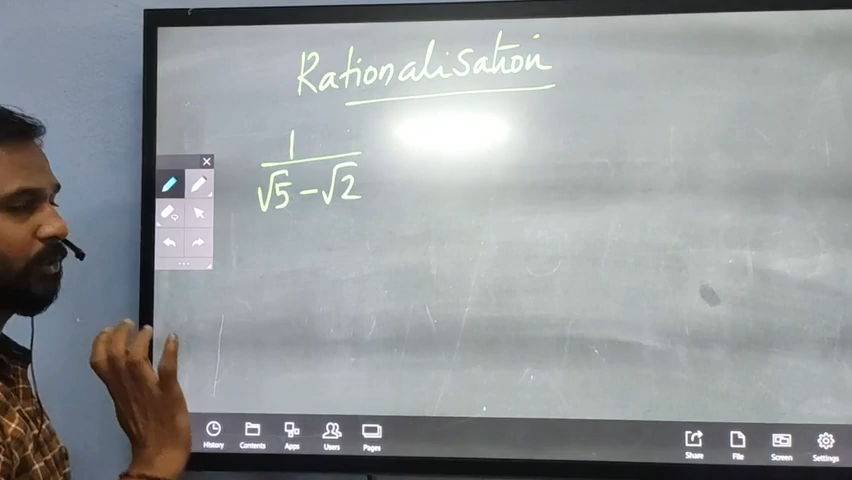 Rationalisation
1
√5 − √2
History Contents Apps Users Pages Share File Screen Settings